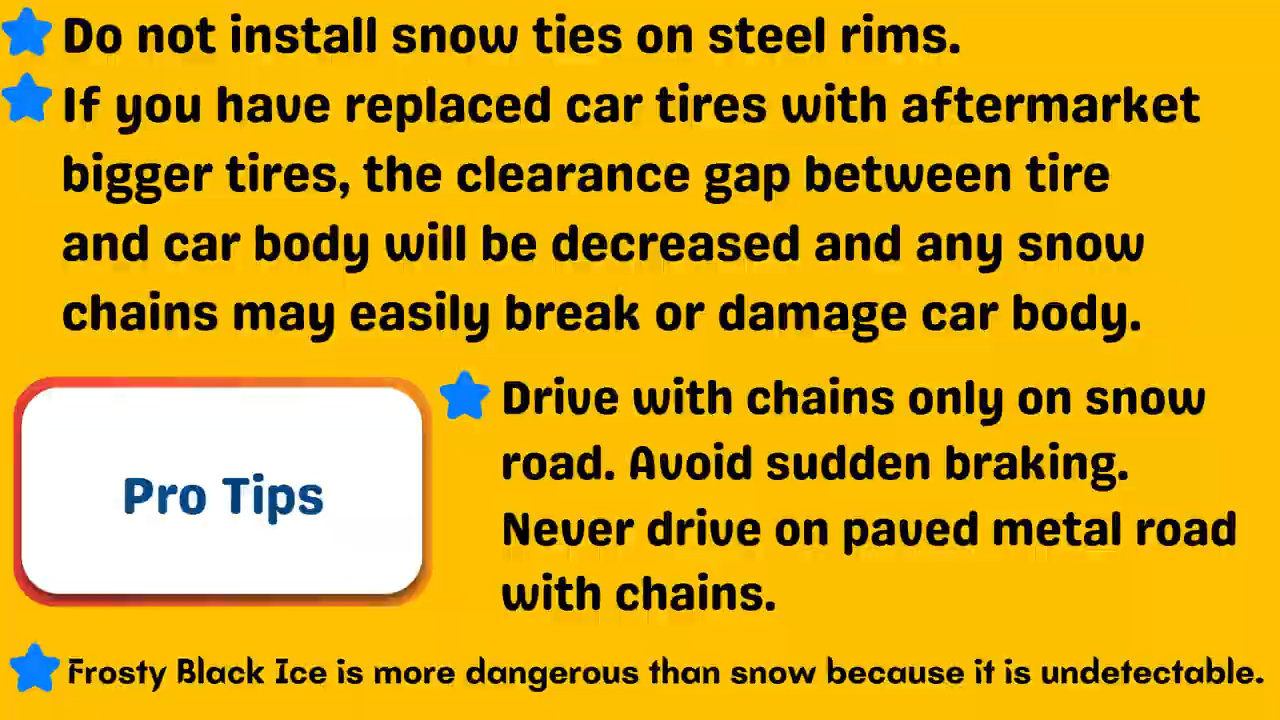 Do not install snow ties on steel rims.
If you have replaced car tires with aftermarket
bigger tires, the clearance gap between tire
and car body will be decreased and any snow
chains may easily break or damage car body.
Drive with chains only on snow
road. Avoid sudden braking.
Never drive on paved metal road
with chains.
Pro Tips
Frosty Black Ice is more dangerous than snow because it is undetectable.